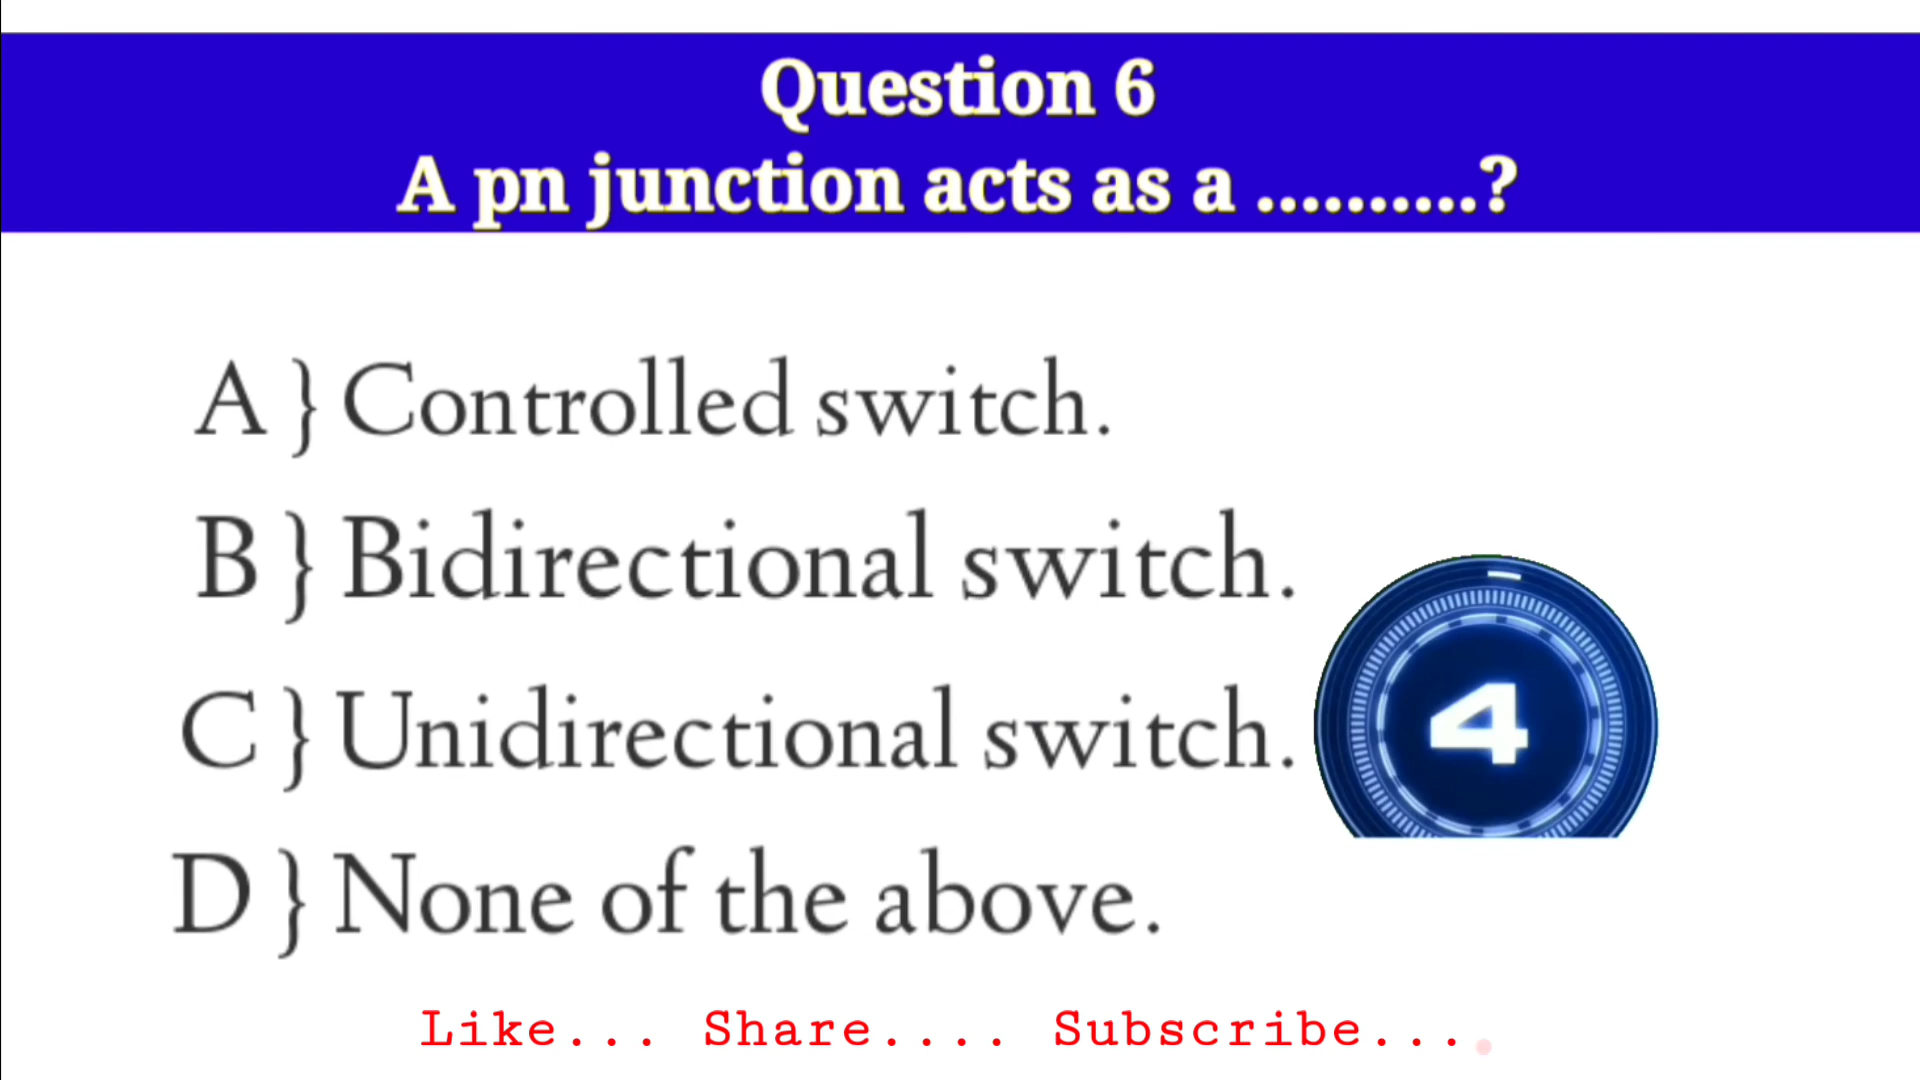 Question 6
A pn junction acts as a ..........?
A } Controlled switch.
B } Bidirectional switch.
C } Unidirectional switch.
4
D } None of the above.
Like... Share.... Subscribe....